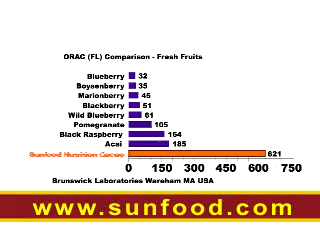 ORAC (FL) Comparison - Fresh Fruits
Blueberry 32
Boysenberry 35
Marionberry 45
Blackberry 51
Wild Blueberry 61
Pomegranate 105
Black Raspberry 164
Acai 185
Sunfood Nutrition Cacao 621
0 150 300 450 600 750
Brunswick Laboratories Wareham MA USA
www.sunfood.com